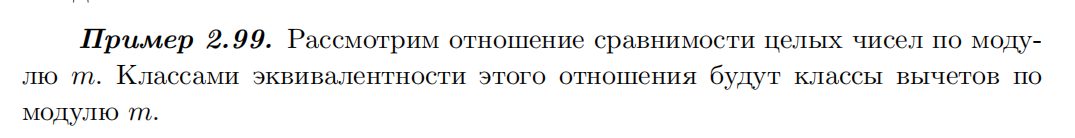 Пример 2.99. Рассмотрим отношение сравнимости целых чисел по моду-
лю m. Классами эквивалентности этого отношения будут классы вычетов по
модулю m.